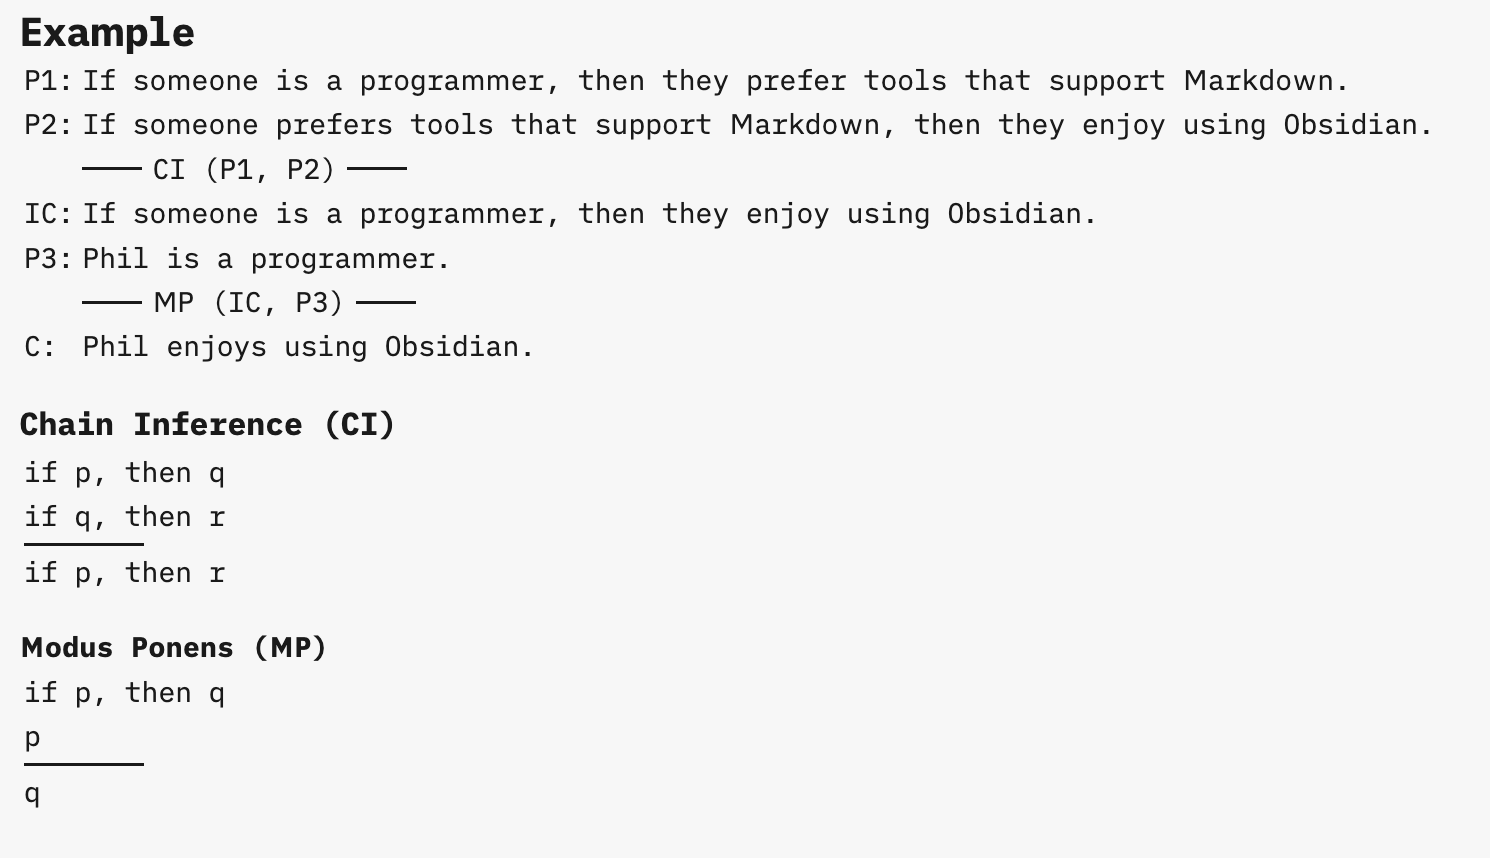 Example
P1: If someone is a programmer, then they prefer tools that support Markdown.
P2: If someone prefers tools that support Markdown, then they enjoy using Obsidian.
—— CI (P1, P2) ——
IC: If someone is a programmer, then they enjoy using Obsidian.
P3: Phil is a programmer.
—— MP (IC, P3) ——
C: Phil enjoys using Obsidian.
Chain Inference (CI)
if p, then q
if q, then r
if p, then r
Modus Ponens (MP)
if p, then q
p
q